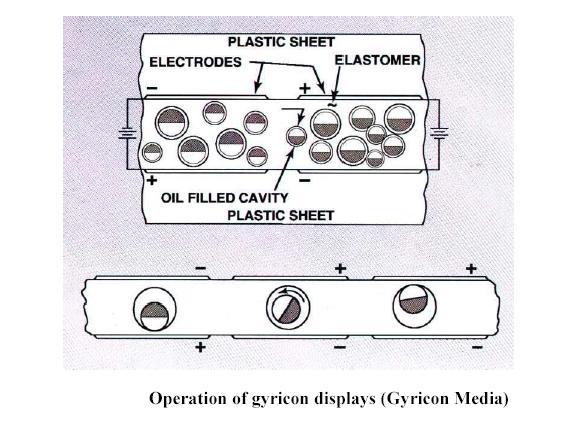 PLASTIC SHEET
ELECTRODES
ELASTOMER
− + ~
+ −
OIL FILLED CAVITY
PLASTIC SHEET
− + +
+ − −
Operation of gyricon displays (Gyricon Media)